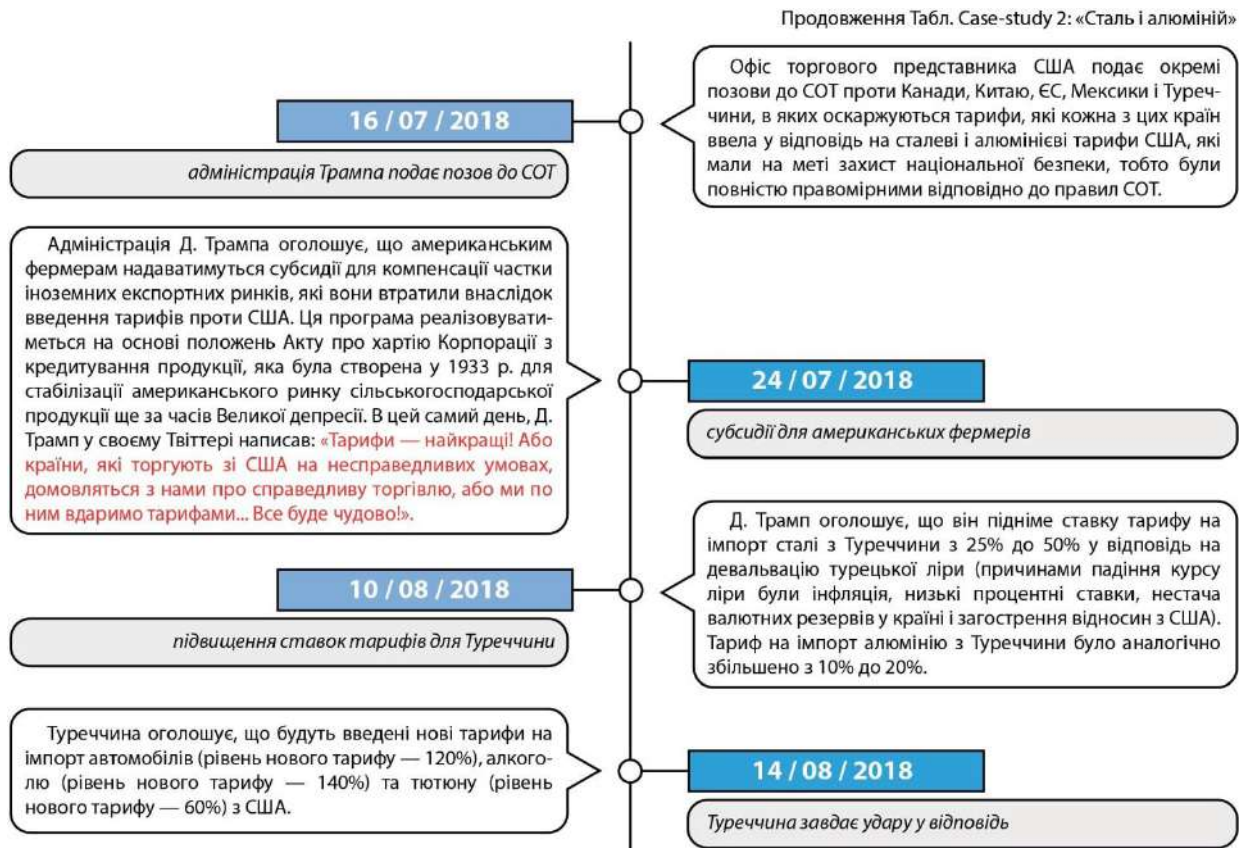 Продовження Табл. Case-study 2: «Сталь і алюміній»
16 / 07 / 2018
адміністрація Трампа подає позов до СОТ
Офіс торгового представника США подає окремі
позови до СОТ проти Канади, Китаю, ЄС, Мексики і Туреч-
чини, в яких оскаржуються тарифи, які кожна з цих країн
ввела у відповідь на сталеві і алюмінієві тарифи США, які
мали на меті захист національної безпеки, тобто були
повністю правомірними відповідно до правил СОТ.
Адміністрація Д. Трампа оголошує, що американським
фермерам надаватимуться субсидії для компенсації частки
іноземних експортних ринків, які вони втратили внаслідок
введення тарифів проти США. Ця програма реалізовувати-
меться на основі положень Акту про хартію Корпорації з
кредитування продукції, яка була створена у 1933 р. для
стабілізації американського ринку сільськогосподарської
продукції ще за часів Великої депресії. В цей самий день, Д.
Трамп у своєму Твіттері написав: «Тарифи — найкращі! Або
країни, які торгують зі США на несправедливих умовах,
домовляться з нами про справедливу торгівлю, або ми по
ним вдаримо тарифами... Все буде чудово!».
24 / 07 / 2018
субсидії для американських фермерів
10 / 08 / 2018
підвищення ставок тарифів для Туреччини
Д. Трамп оголошує, що він підніме ставку тарифу на
імпорт сталі з Туреччини з 25% до 50% у відповідь на
девальвацію турецької ліри (причинами падіння курсу
ліри були інфляція, низькі процентні ставки, нестача
валютних резервів у країні і загострення відносин з США).
Тариф на імпорт алюмінію з Туреччини було аналогічно
збільшено з 10% до 20%.
Туреччина оголошує, що будуть введені нові тарифи на
імпорт автомобілів (рівень нового тарифу — 120%), алкого-
лю (рівень нового тарифу — 140%) та тютюну (рівень
нового тарифу — 60%) з США.
14 / 08 / 2018
Туреччина завдає удару у відповідь